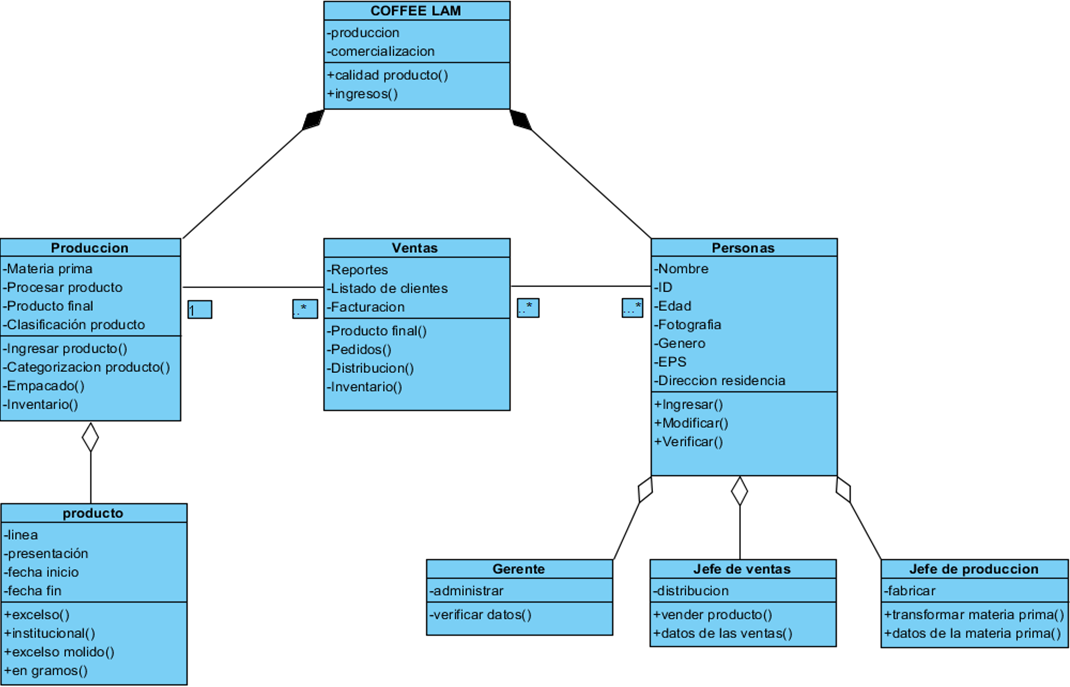 COFFEE LAM
-produccion
-comercializacion
+calidad producto()
+ingresos()
Produccion
-Materia prima
-Procesar producto
-Producto final
-Clasificación producto
-Ingresar producto()
-Categorizacion producto()
-Empacado()
-Inventario()
1
..*
Ventas
-Reportes
-Listado de clientes
-Facturacion
-Producto final()
-Pedidos()
-Distribucion()
-Inventario()
..*
...*
Personas
-Nombre
-ID
-Edad
-Fotografia
-Genero
-EPS
-Direccion residencia
+Ingresar()
+Modificar()
+Verificar()
producto
-linea
-presentación
-fecha inicio
-fecha fin
+excelso()
+institucional()
+excelso molido()
+en gramos()
Gerente
-administrar
-verificar datos()
Jefe de ventas
-distribucion
+vender producto()
+datos de las ventas()
Jefe de produccion
-fabricar
+transformar materia prima()
+datos de la materia prima()